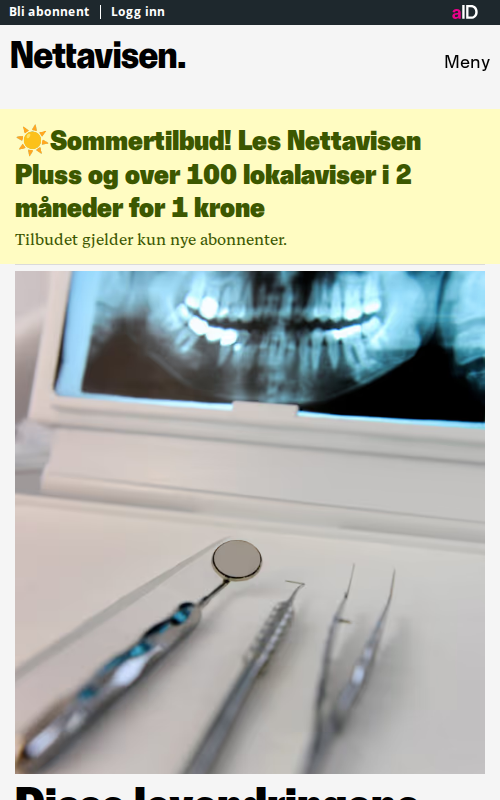 Bli abonnent
Logg inn
aID
Nettavisen.
Meny
☀️Sommertilbud! Les Nettavisen
Pluss og over 100 lokalaviser i 2
måneder for 1 krone
Tilbudet gjelder kun nye abonnenter.